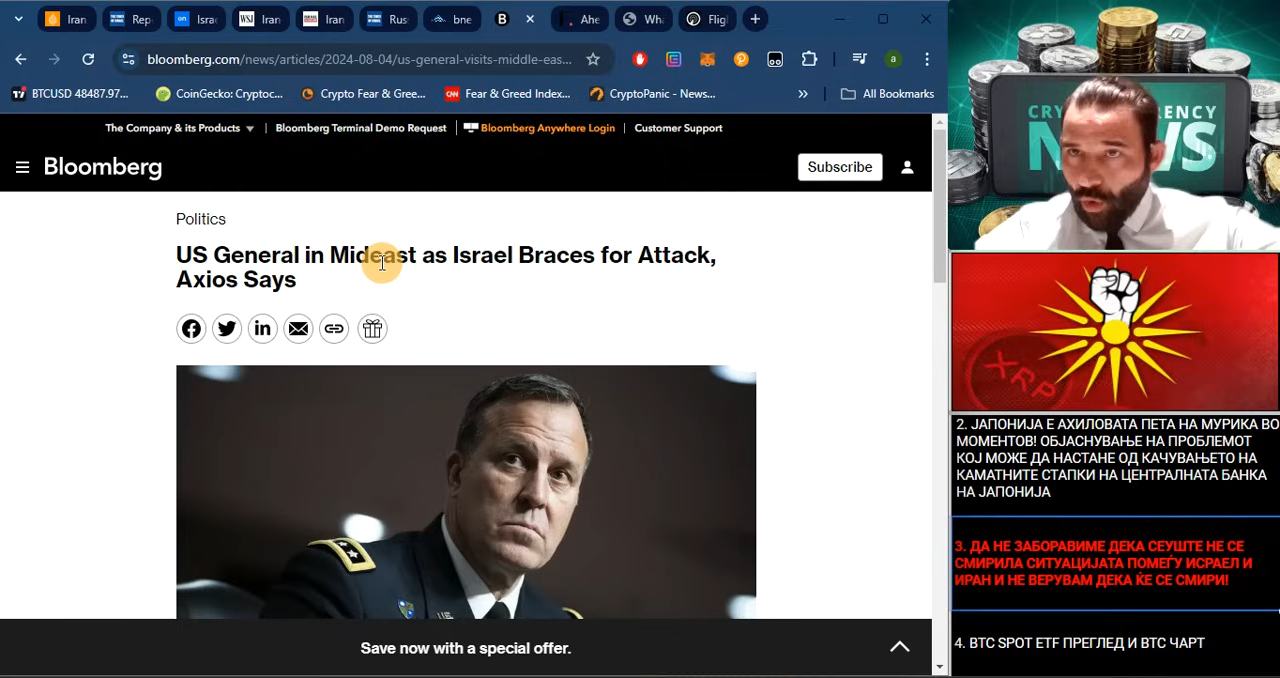 Iran
Rep
Isra
Iran
Iran
Rus
bne
Ahe
Wha
Flig
bloomberg.com/news/articles/2024-08-04/us-general-visits-middle-eas...
BTCUSD 48487.97...
CoinGecko: Cryptoc...
Crypto Fear & Gree...
Fear & Greed Index...
CryptoPanic - News...
»
All Bookmarks
The Company & its Products
Bloomberg Terminal Demo Request
Bloomberg Anywhere Login
Customer Support
Bloomberg
Subscribe
Politics
US General in Mideast as Israel Braces for Attack,
Axios Says
Save now with a special offer.
XRP
2. ЈАПОНИЈА Е АХИЛОВАТА ПЕТА НА МУРИКА ВО
МОМЕНТОВ! ОБЈАСНУВАЊЕ НА ПРОБЛЕМОТ
КОЈ МОЖЕ ДА НАСТАНЕ ОД КАЧУВАЊЕТО НА
КАМАТНИТЕ СТАПКИ НА ЦЕНТРАЛНАТА БАНКА
НА ЈАПОНИЈА
3. ДА НЕ ЗАБОРАВИМЕ ДЕКА СЕУШТЕ НЕ СЕ
СМИРИЛА СИТУАЦИЈАТА ПОМЕЃУ ИСРАЕЛ И
ИРАН И НЕ ВЕРУВАМ ДЕКА ЌЕ СЕ СМИРИ!
4. BTC SPOT ETF ПРЕГЛЕД И BTC ЧАРТ